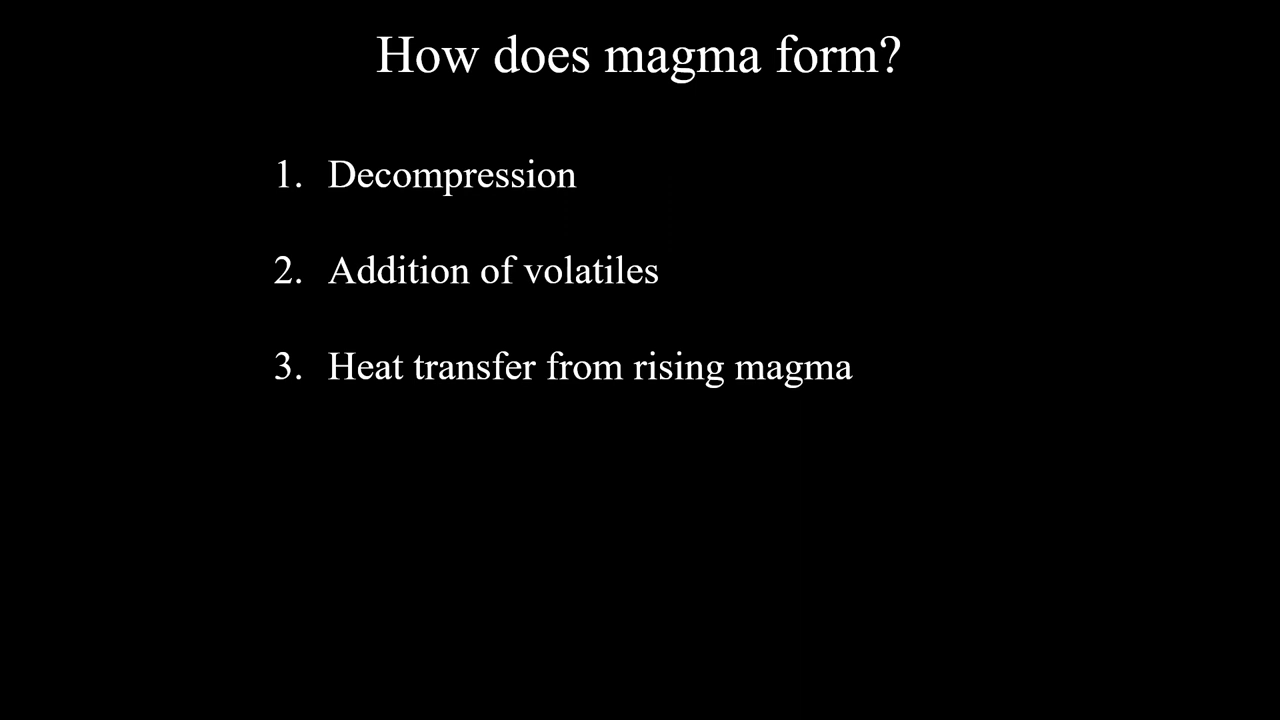 How does magma form?
1. Decompression
2. Addition of volatiles
3. Heat transfer from rising magma